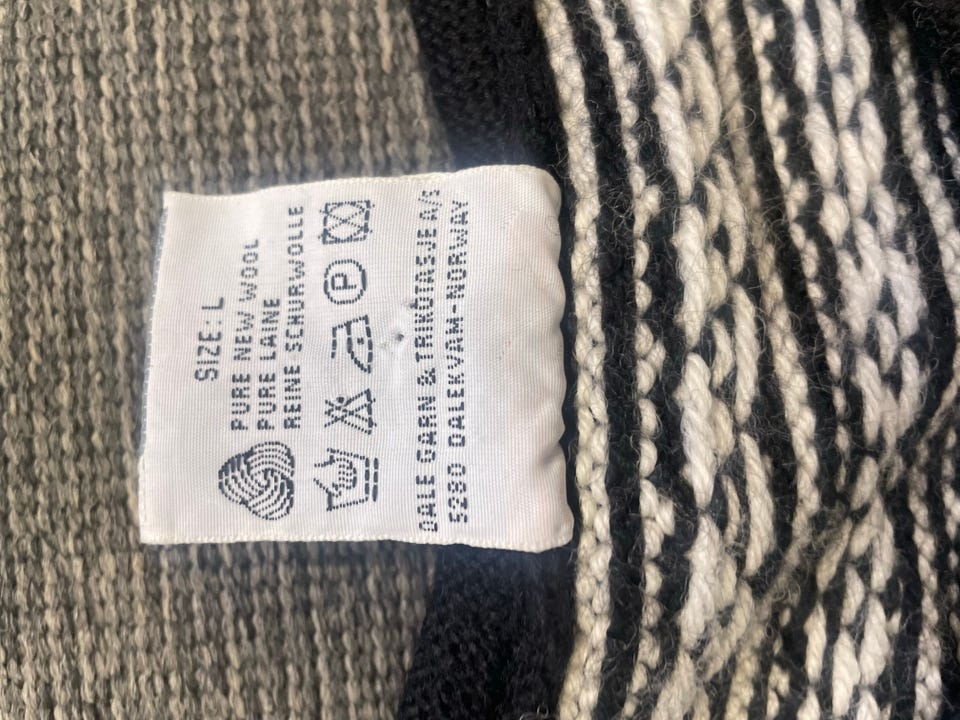 SIZE: L
PURE NEW WOOL
PURE LAINE
REINE SCHURWOLLE
P
DALE GARN & TRIKOTASJE A/S
5280 DALEKVAM-NORWAY